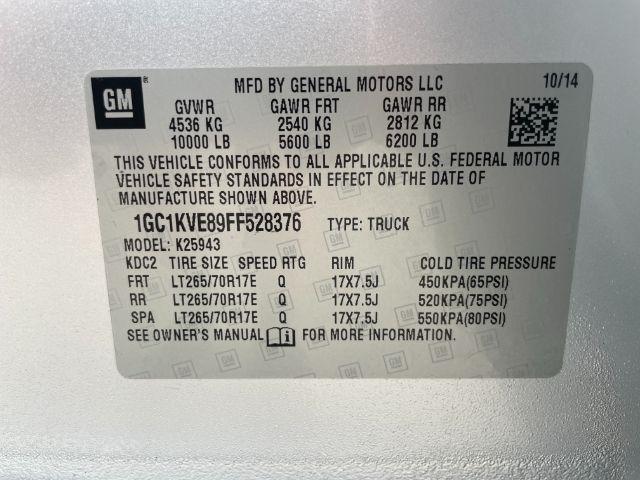 GM
MFD BY GENERAL MOTORS LLC 10/14
GVWR GAWR FRT GAWR RR
4536 KG 2540 KG 2812 KG
10000 LB 5600 LB 6200 LB
THIS VEHICLE CONFORMS TO ALL APPLICABLE U.S. FEDERAL MOTOR
VEHICLE SAFETY STANDARDS IN EFFECT ON THE DATE OF
MANUFACTURE SHOWN ABOVE.
1GC1KVE89FF528376 TYPE: TRUCK
MODEL: K25943
KDC2 TIRE SIZE SPEED RTG RIM COLD TIRE PRESSURE
FRT LT265/70R17E Q 17X7.5J 450KPA(65PSI)
RR LT265/70R17E Q 17X7.5J 520KPA(75PSI)
SPA LT265/70R17E Q 17X7.5J 550KPA(80PSI)
SEE OWNER'S MANUAL FOR MORE INFORMATION.